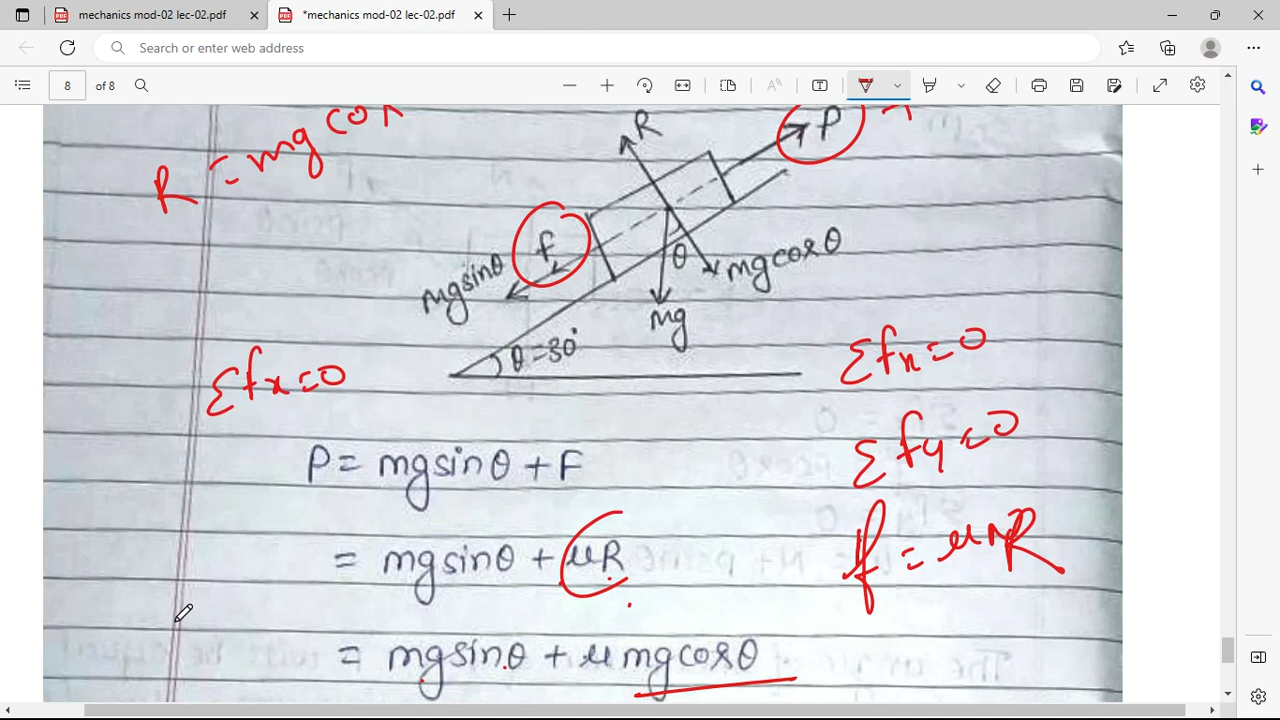 mechanics mod-02 lec-02.pdf
*mechanics mod-02 lec-02.pdf
Search or enter web address
8 of 8
R = mg cos
R
P
f
mgsinθ
θ
mgcosθ
mg
θ=30°
Σfx=0
Σfx=0
P= mgsinθ + F
Σfy=0
= mgsinθ + μR
f = μR
= mgsinθ + μ mgcosθ